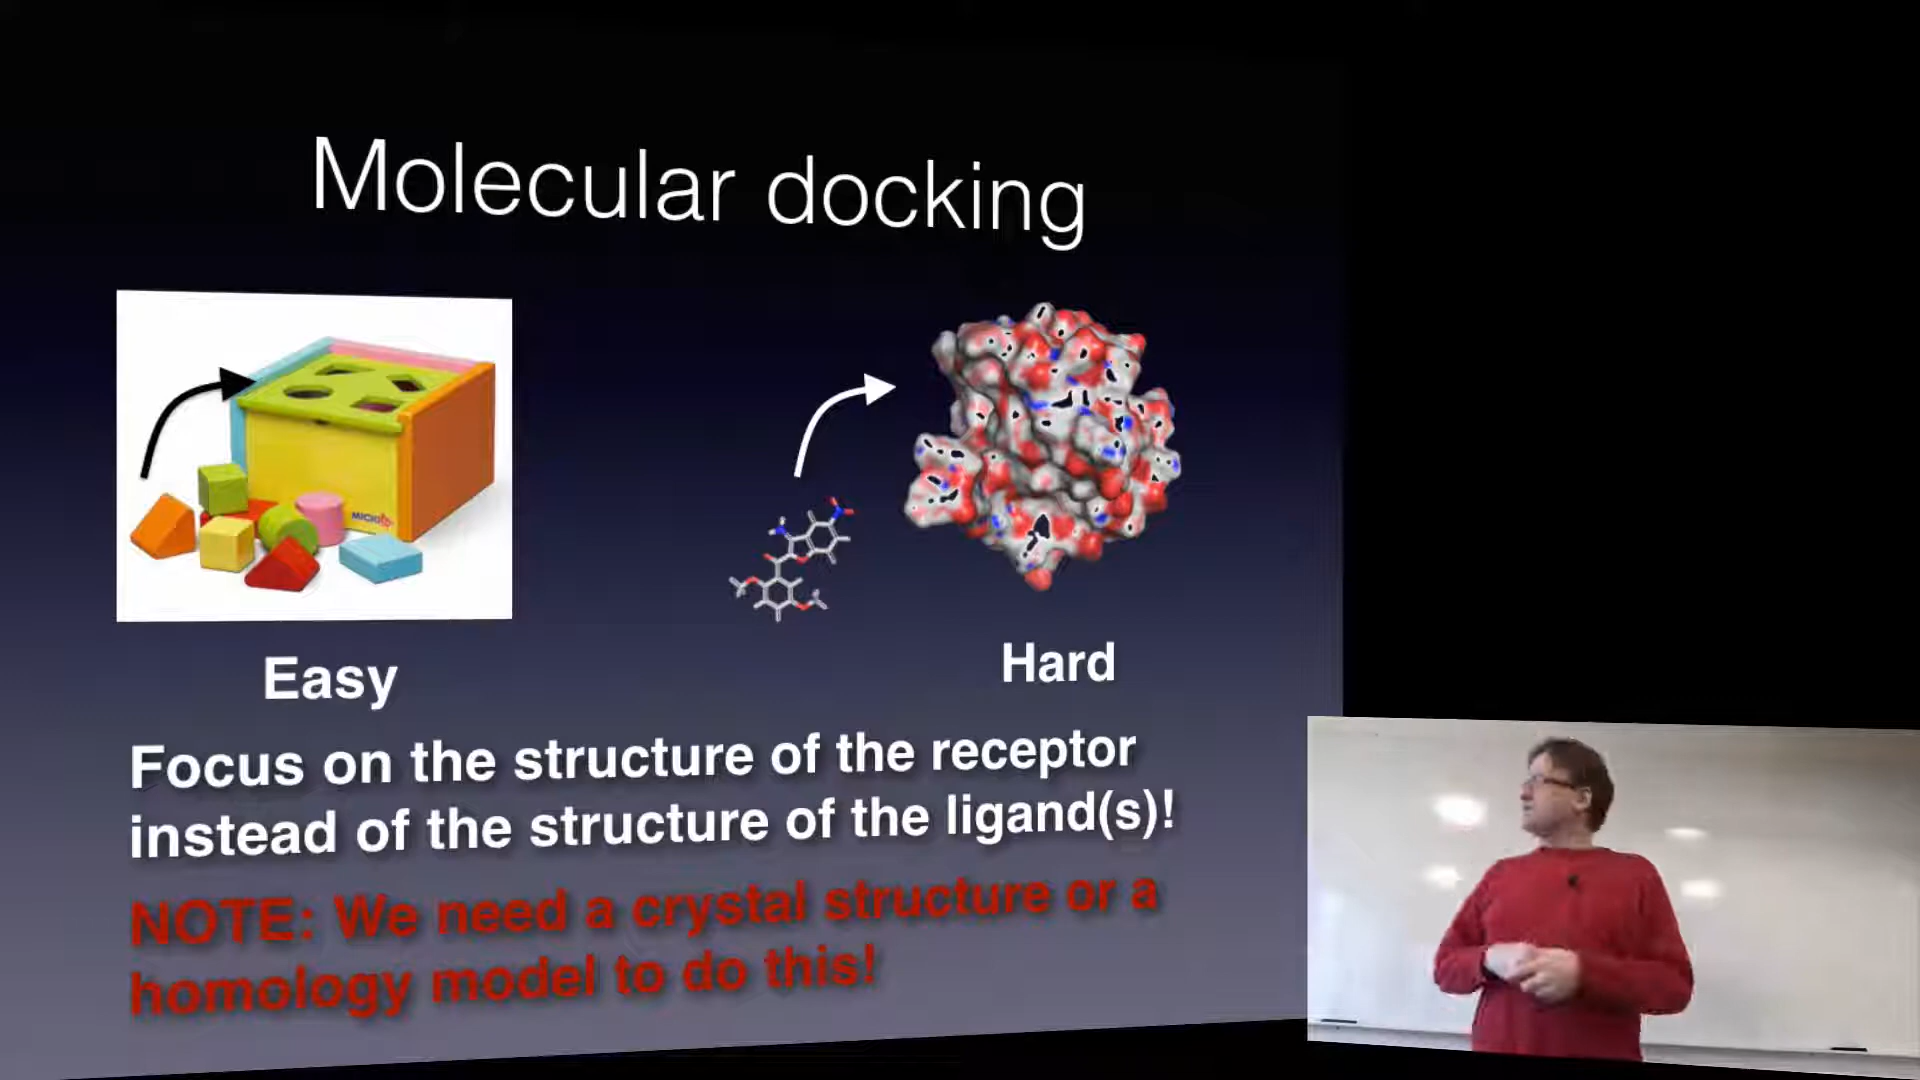 Molecular docking
MICKI
Easy
Hard
Focus on the structure of the receptor
instead of the structure of the ligand(s)!
NOTE: We need a crystal structure or a
homology model to do this!